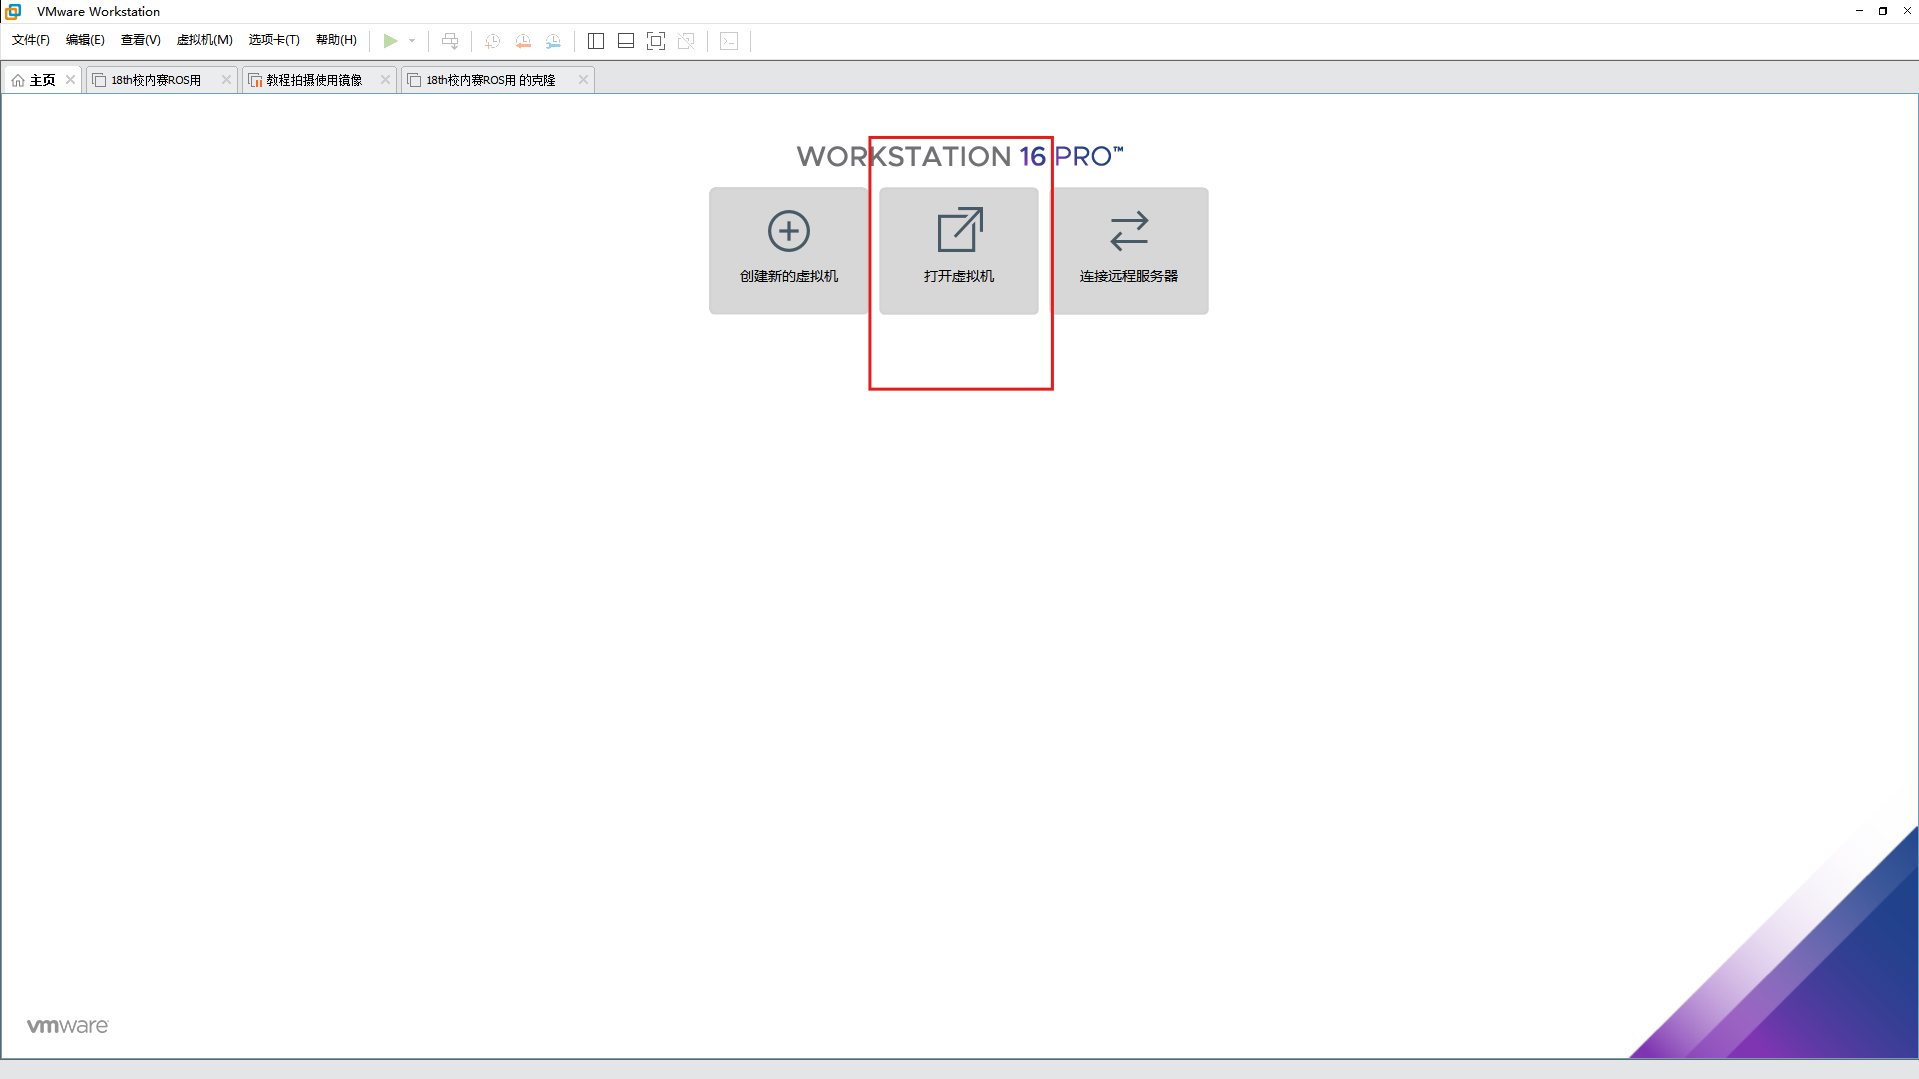 VMware Workstation
文件(F) 编辑(E) 查看(V) 虚拟机(M) 选项卡(T) 帮助(H)
主页 18th校内赛ROS用 教程拍摄使用镜像 18th校内赛ROS用 的克隆
WORKSTATION 16 PRO™
创建新的虚拟机 打开虚拟机 连接远程服务器
vmware